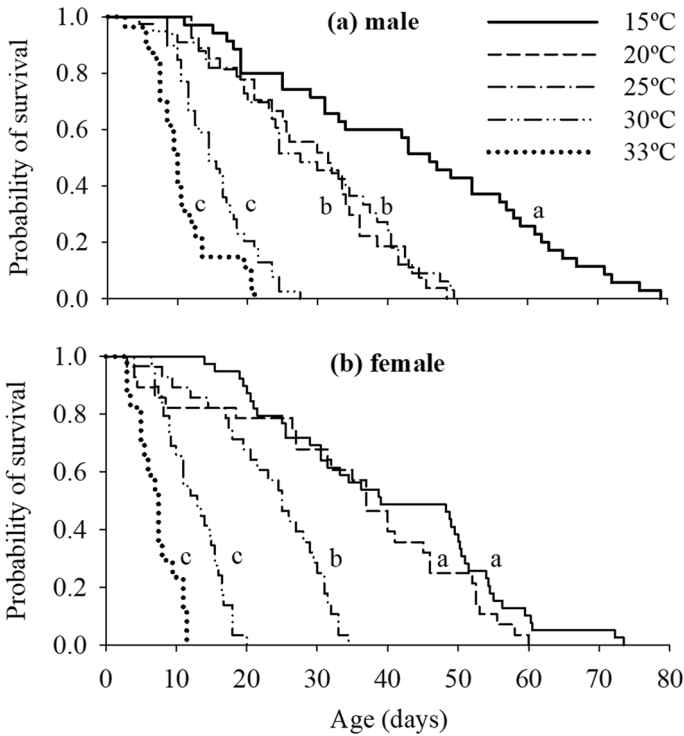 (a) male
15ºC
20ºC
25ºC
30ºC
33ºC
Probability of survival
1.0
0.8
0.6
0.4
0.2
0.0
c
c
b
b
a
(b) female
Probability of survival
1.0
0.8
0.6
0.4
0.2
0.0
c
c
b
a
a
0 10 20 30 40 50 60 70 80
Age (days)